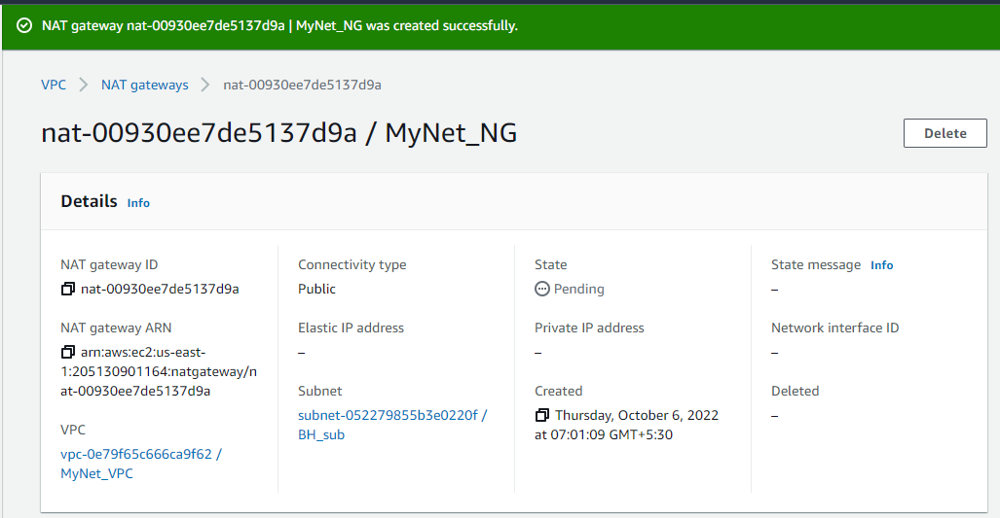 NAT gateway nat-00930ee7de5137d9a | MyNet_NG was created successfully.
VPC
NAT gateways
nat-00930ee7de5137d9a
nat-00930ee7de5137d9a / MyNet_NG
Delete
Details Info
NAT gateway ID
nat-00930ee7de5137d9a
NAT gateway ARN
arn:aws:ec2:us-east-
1:205130901164:natgateway/n
at-00930ee7de5137d9a
VPC
vpc-0e79f65c666ca9f62 /
MyNet_VPC
Connectivity type
Public
Elastic IP address
–
Subnet
subnet-052279855b3e0220f /
BH_sub
State
Pending
Private IP address
–
Created
Thursday, October 6, 2022
at 07:01:09 GMT+5:30
State message Info
–
Network interface ID
–
Deleted
–